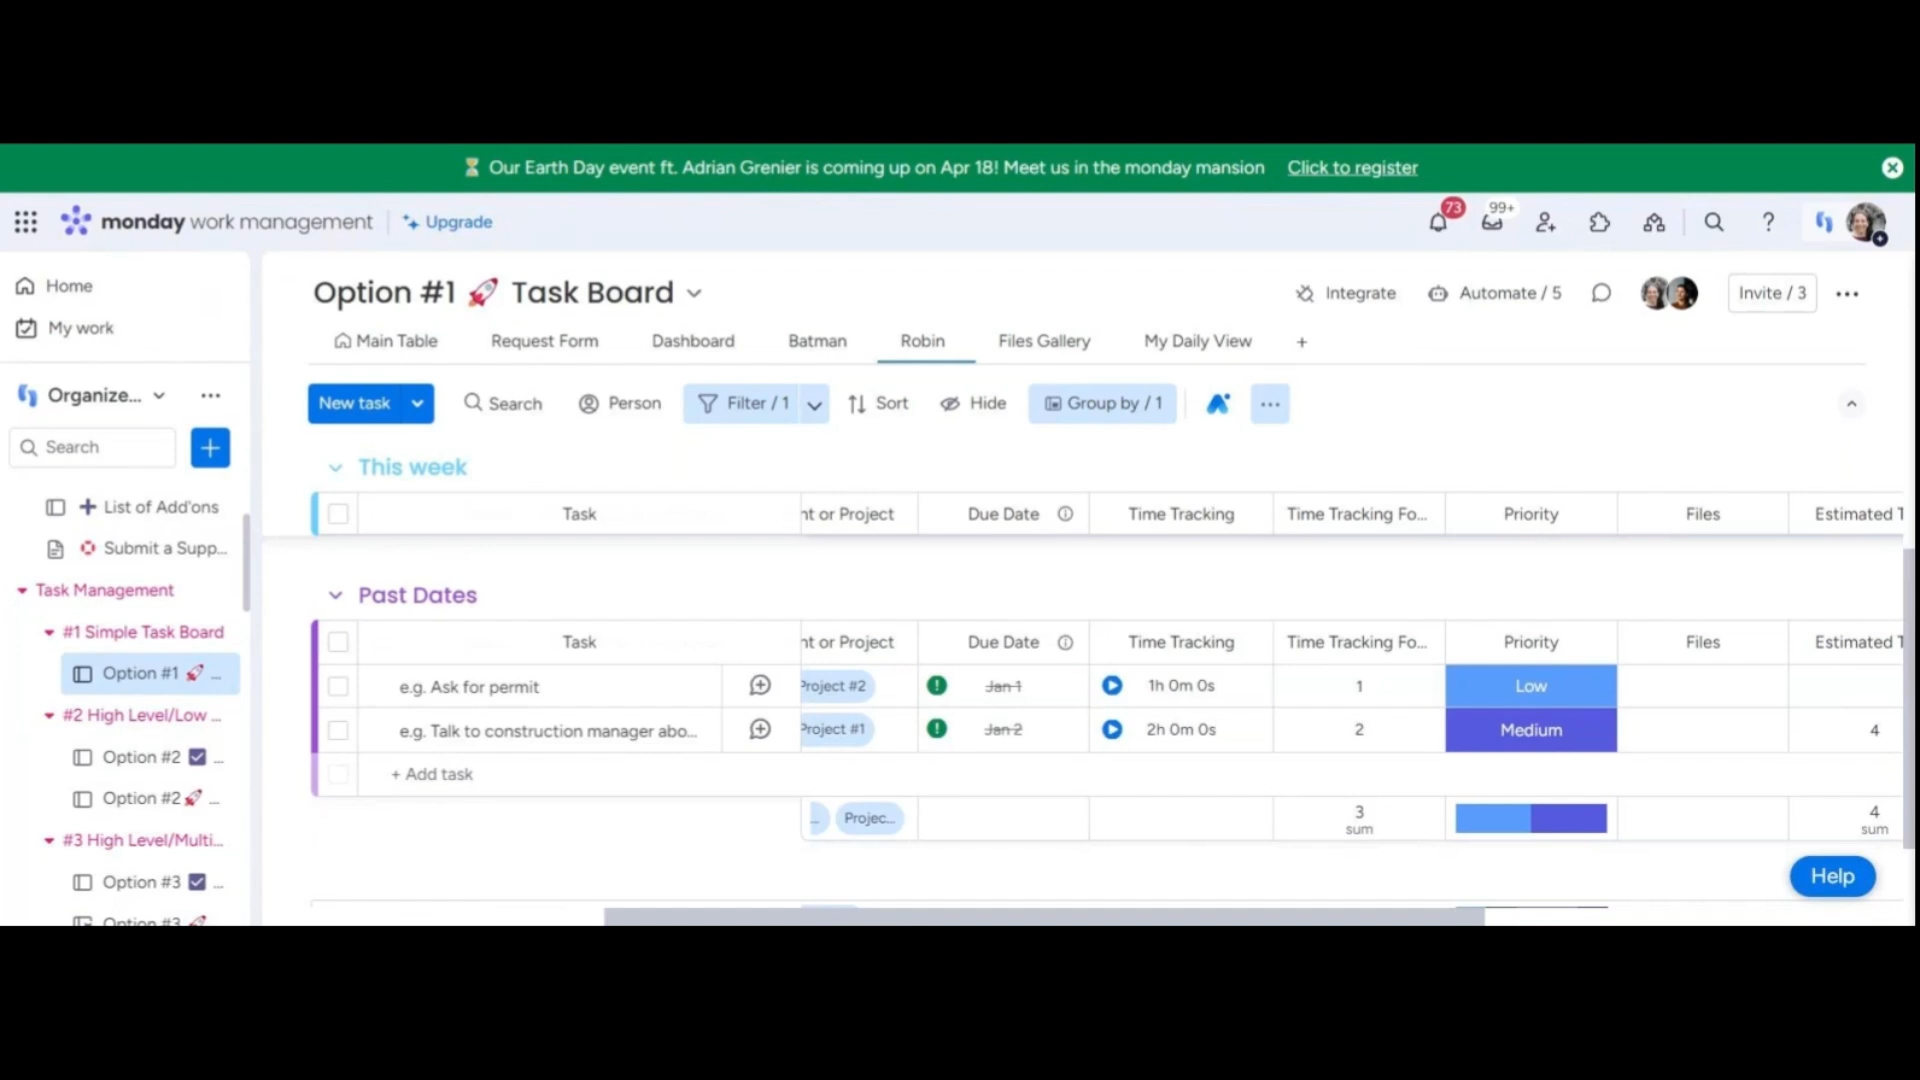 Our Earth Day event ft. Adrian Grenier is coming up on Apr 18! Meet us in the monday mansion Click to register
monday work management Upgrade 73 99+
Home
My work
Organize...
Search
List of Add'ons
Submit a Supp...
Task Management
#1 Simple Task Board
Option #1 ...
#2 High Level/Low ...
Option #2 ...
Option #2 ...
#3 High Level/Multi...
Option #3 ...
Option #3
Option #1 Task Board Integrate Automate / 5 Invite / 3
Main Table Request Form Dashboard Batman Robin Files Gallery My Daily View +
New task Search Person Filter / 1 Sort Hide Group by / 1
This week
Task nt or Project Due Date Time Tracking Time Tracking Fo... Priority Files Estimated T
Past Dates
Task nt or Project Due Date Time Tracking Time Tracking Fo... Priority Files Estimated T
e.g. Ask for permit Project #2 Jan 1 1h 0m 0s 1 Low
e.g. Talk to construction manager abo... Project #1 Jan 2 2h 0m 0s 2 Medium 4
+ Add task
... Projec... 3 4
sum sum
Help